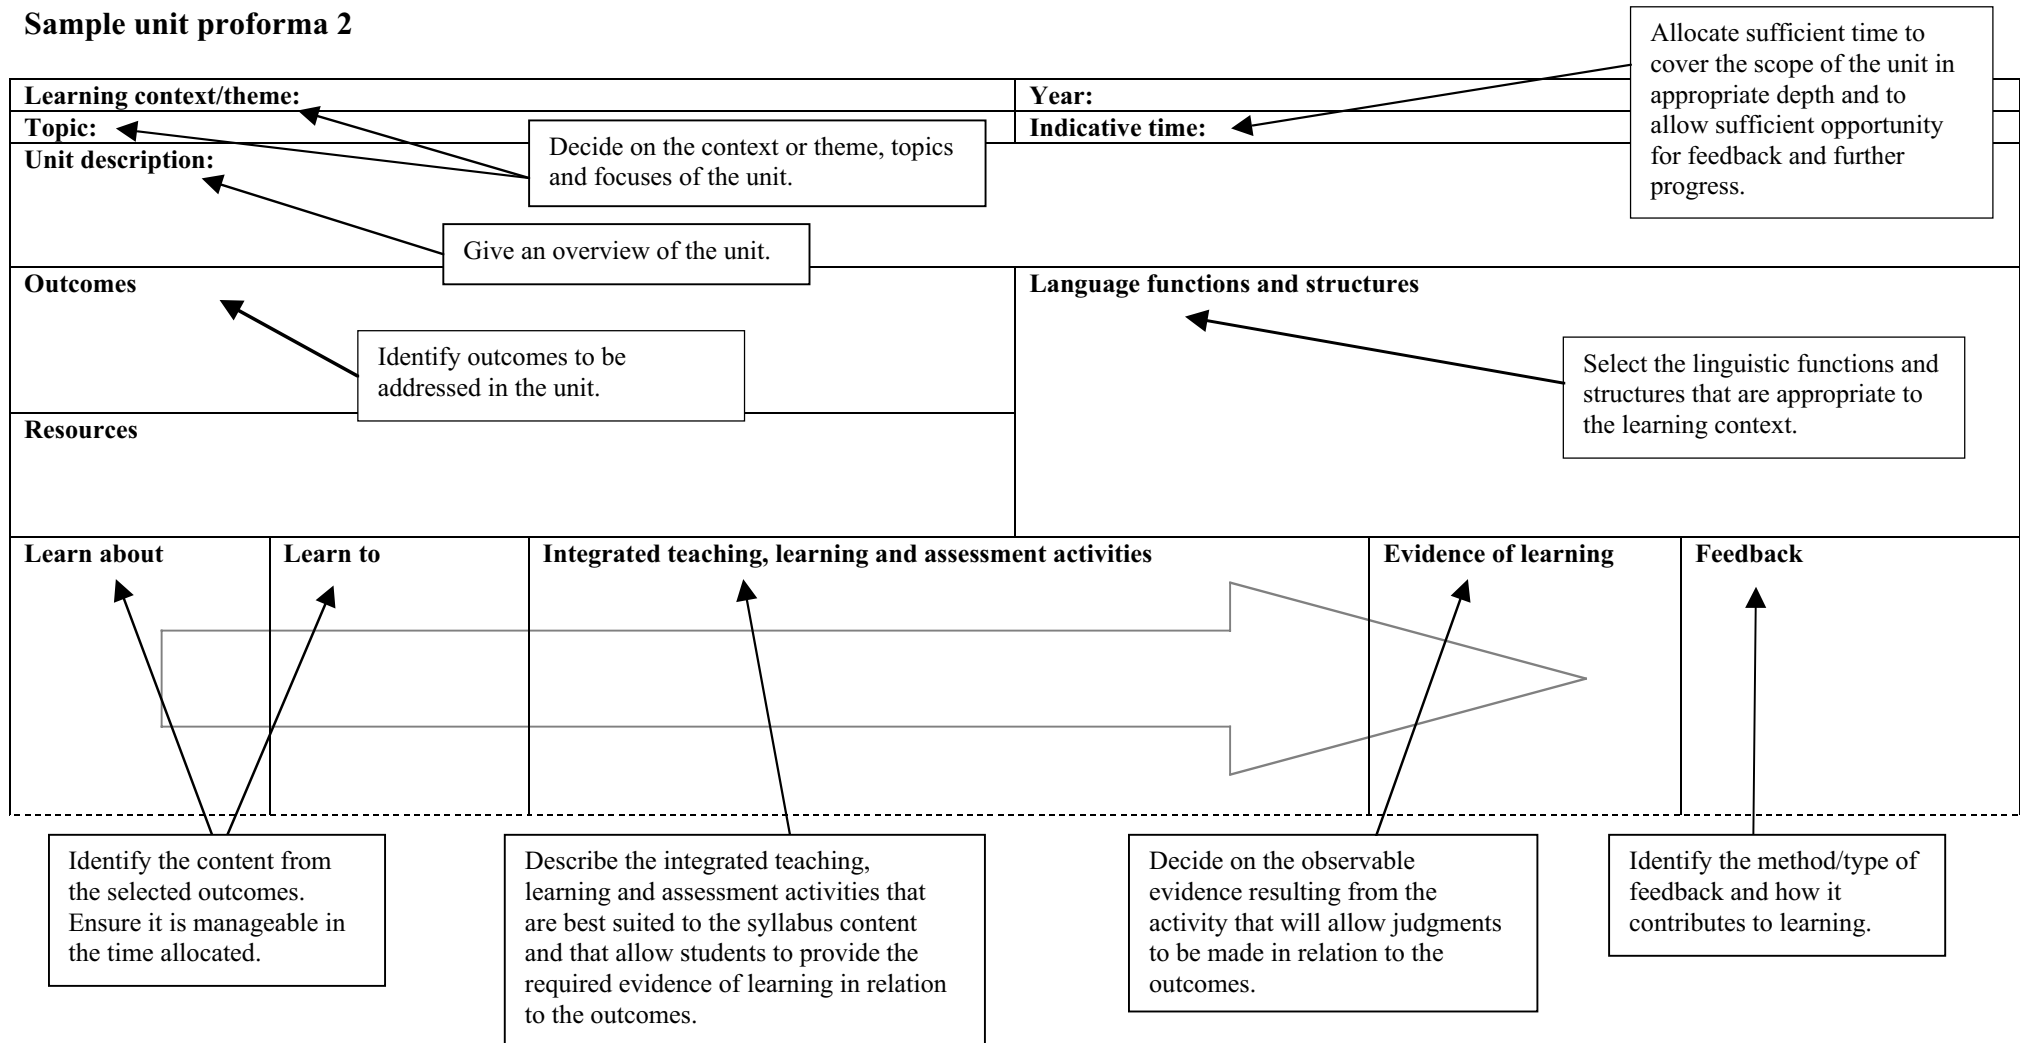 Sample unit proforma 2
Allocate sufficient time to
cover the scope of the unit in
appropriate depth and to
allow sufficient opportunity
for feedback and further
progress.
Learning context/theme:
Year:
Topic:
Indicative time:
Decide on the context or theme, topics
and focuses of the unit.
Unit description:
Give an overview of the unit.
Outcomes
Language functions and structures
Identify outcomes to be
addressed in the unit.
Select the linguistic functions and
structures that are appropriate to
the learning context.
Resources
Learn about
Learn to
Integrated teaching, learning and assessment activities
Evidence of learning
Feedback
Identify the content from
the selected outcomes.
Ensure it is manageable in
the time allocated.
Describe the integrated teaching,
learning and assessment activities that
are best suited to the syllabus content
and that allow students to provide the
required evidence of learning in relation
to the outcomes.
Decide on the observable
evidence resulting from the
activity that will allow judgments
to be made in relation to the
outcomes.
Identify the method/type of
feedback and how it
contributes to learning.